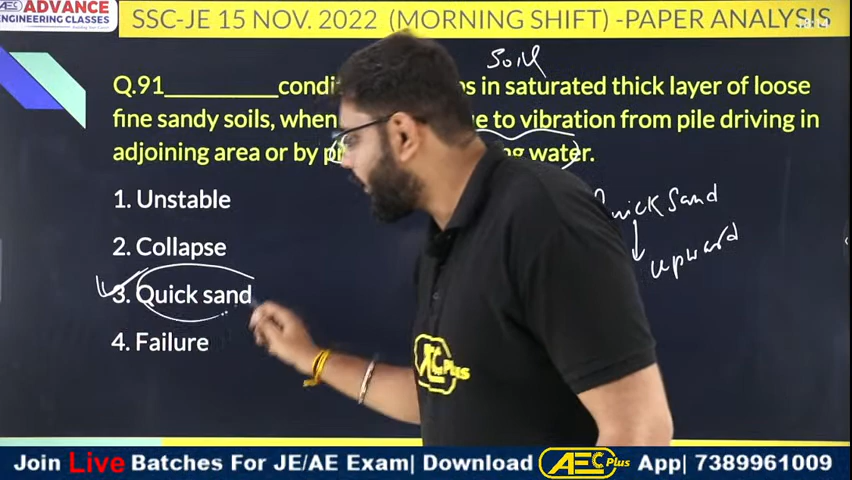 AEC ADVANCE
ENGINEERING CLASSES
SSC-JE 15 NOV. 2022 (MORNING SHIFT) -PAPER ANALYSIS
Soil
Q.91__________condit in saturated thick layer of loose
fine sandy soils, when ue to vibration from pile driving in
adjoining area or by water.
1. Unstable
2. Collapse
3. Quick sand
4. Failure
Quick Sand
upward
AEC Plus
Join Live Batches For JE/AE Exam| Download AEC Plus App| 7389961009